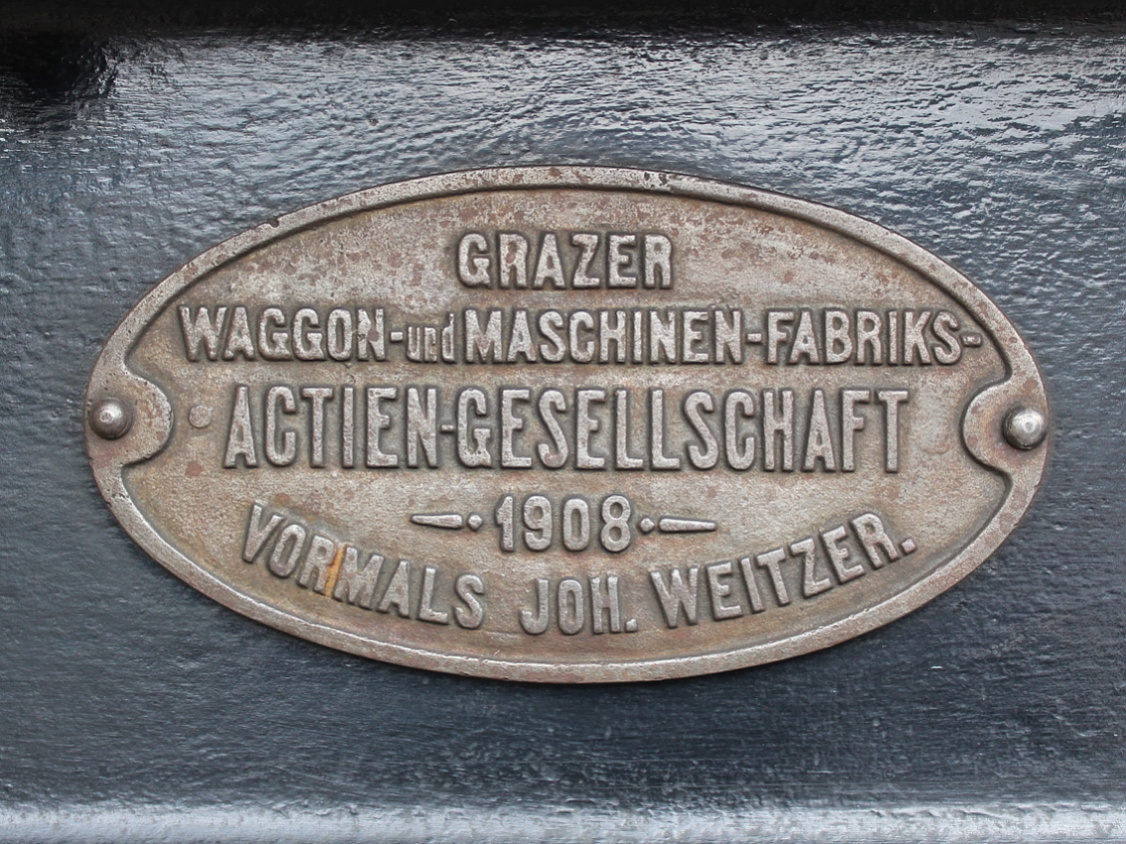 GRAZER
WAGGON-und MASCHINEN-FABRIKS-
ACTIEN-GESELLSCHAFT
1908
VORMALS JOH. WEITZER.